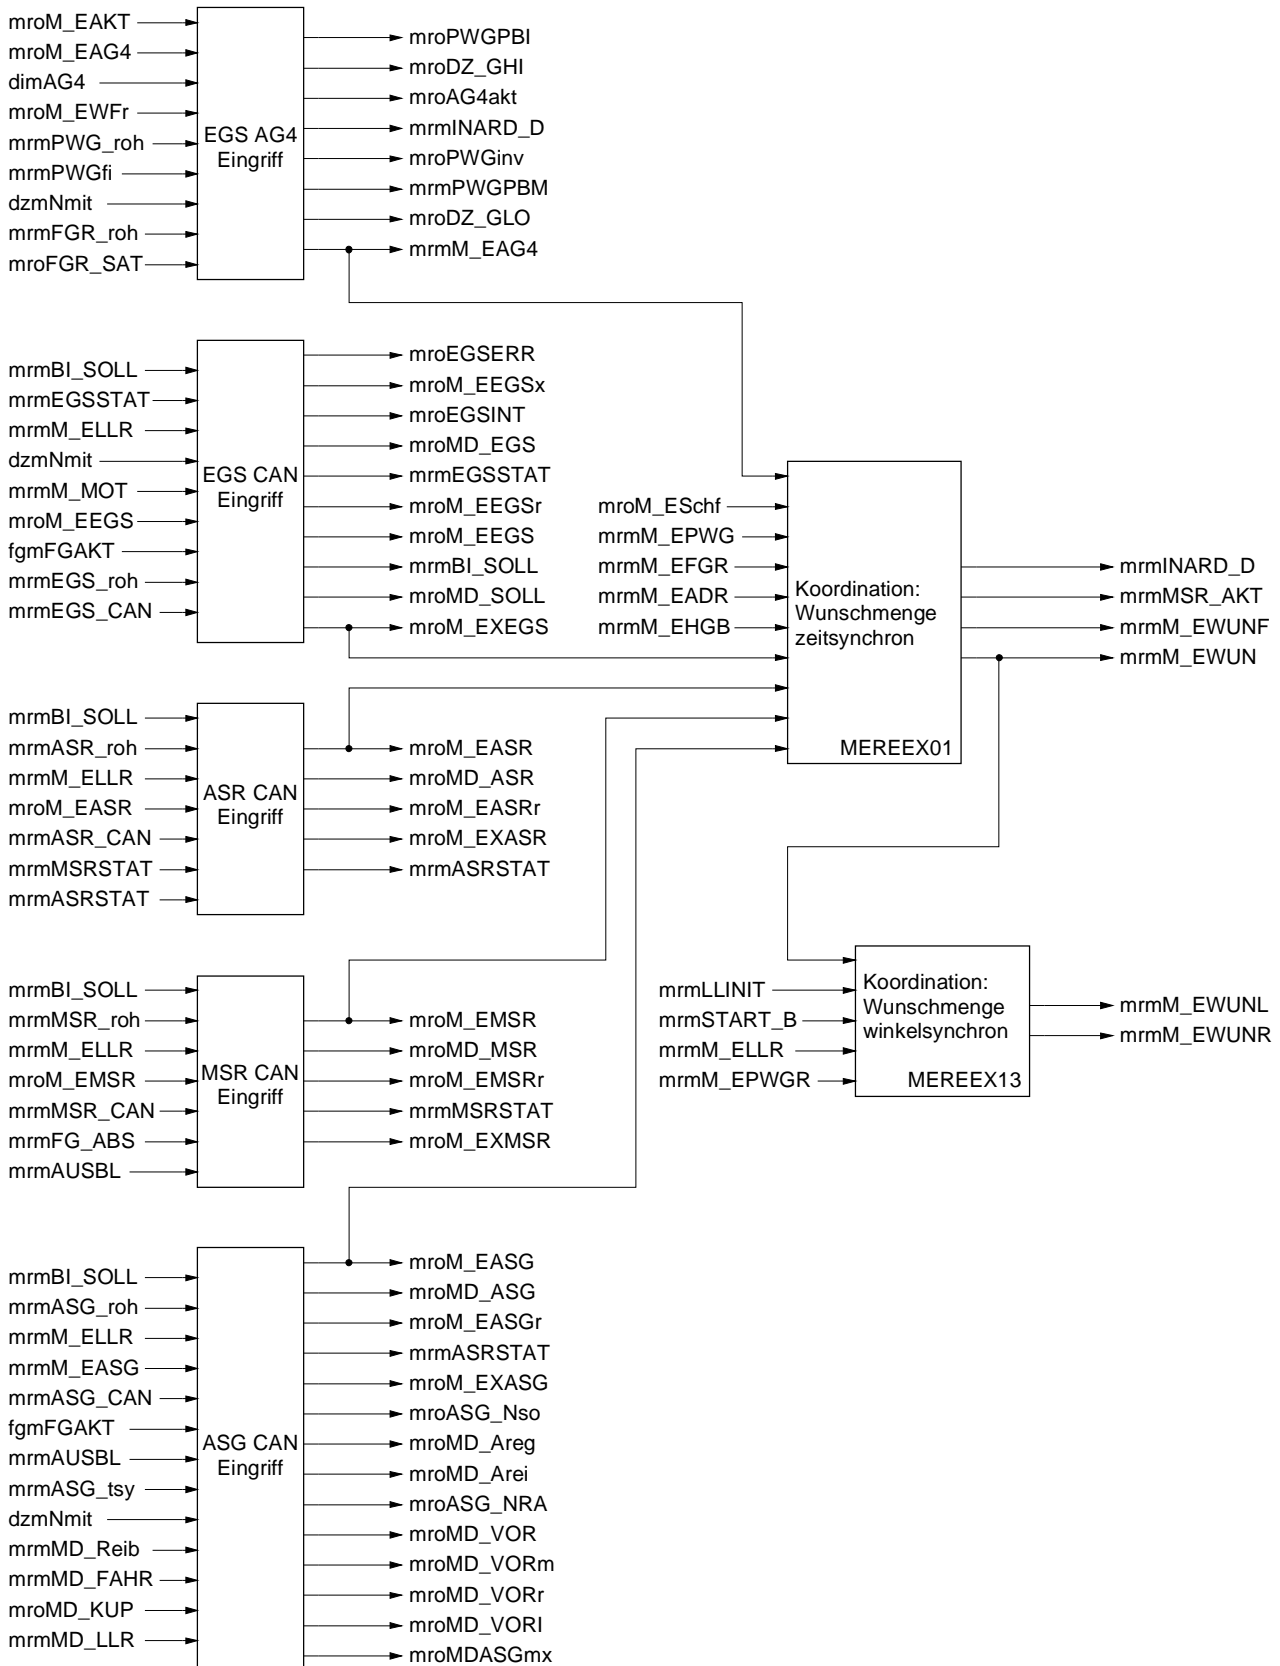 mroM_EAKT
mroM_EAG4
dimAG4
mroM_EWFr
mrmPWG_roh
mrmPWGfi
dzmNmit
mrmFGR_roh
mroFGR_SAT
EGS AG4
Eingriff
mroPWGPBI
mroDZ_GHI
mroAG4akt
mrmINARD_D
mroPWGinv
mrmPWGPBM
mroDZ_GLO
mrmM_EAG4
mrmBI_SOLL
mrmEGSSTAT
mrmM_ELLR
dzmNmit
mrmM_MOT
mroM_EEGS
fgmFGAKT
mrmEGS_roh
mrmEGS_CAN
EGS CAN
Eingriff
mroEGSERR
mroM_EEGSx
mroEGSINT
mroMD_EGS
mrmEGSSTAT
mroM_EEGSr
mroM_EEGS
mrmBI_SOLL
mroMD_SOLL
mroM_EXEGS
mroM_ESchf
mrmM_EPWG
mrmM_EFGR
mrmM_EADR
mrmM_EHGB
Koordination:
Wunschmenge
zeitsynchron
MEREEX01
mrmINARD_D
mrmMSR_AKT
mrmM_EWUNF
mrmM_EWUN
mrmBI_SOLL
mrmASR_roh
mrmM_ELLR
mroM_EASR
mrmASR_CAN
mrmMSRSTAT
mrmASRSTAT
ASR CAN
Eingriff
mroM_EASR
mroMD_ASR
mroM_EASRr
mroM_EXASR
mrmASRSTAT
mrmBI_SOLL
mrmMSR_roh
mrmM_ELLR
mroM_EMSR
mrmMSR_CAN
mrmFG_ABS
mrmAUSBL
MSR CAN
Eingriff
mroM_EMSR
mroMD_MSR
mroM_EMSRr
mrmMSRSTAT
mroM_EXMSR
mrmLLINIT
mrmSTART_B
mrmM_ELLR
mrmM_EPWGR
Koordination:
Wunschmenge
winkelsynchron
MEREEX13
mrmM_EWUNL
mrmM_EWUNR
mrmBI_SOLL
mrmASG_roh
mrmM_ELLR
mrmM_EASG
mrmASG_CAN
fgmFGAKT
mrmAUSBL
mrmASG_tsy
dzmNmit
mrmMD_Reib
mrmMD_FAHR
mroMD_KUP
mrmMD_LLR
ASG CAN
Eingriff
mroM_EASG
mroMD_ASG
mroM_EASGr
mrmASRSTAT
mroM_EXASG
mroASG_Nso
mroMD_Areg
mroMD_Arei
mroASG_NRA
mroMD_VOR
mroMD_VORm
mroMD_VORr
mroMD_VORI
mroMDASGmx